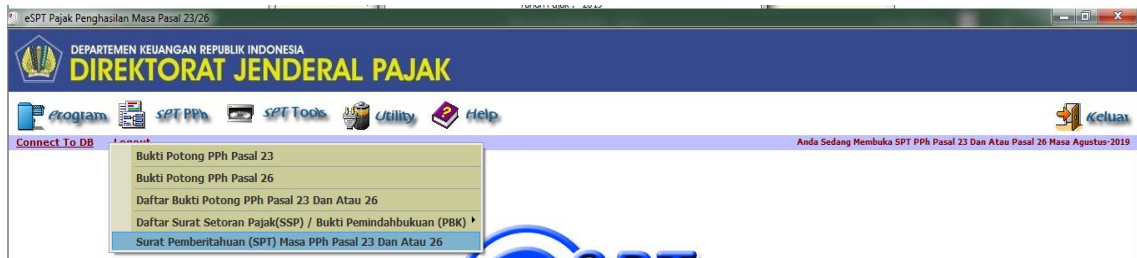 Tahun Pajak : 2019
eSPT Pajak Penghasilan Masa Pasal 23/26
DEPARTEMEN KEUANGAN REPUBLIK INDONESIA
DIREKTORAT JENDERAL PAJAK
Program SPT PPh SPT Tools Utility Help Keluar
Connect To DB Logout Anda Sedang Membuka SPT PPh Pasal 23 Dan Atau Pasal 26 Masa Agustus-2019
Bukti Potong PPh Pasal 23
Bukti Potong PPh Pasal 26
Daftar Bukti Potong PPh Pasal 23 Dan Atau 26
Daftar Surat Setoran Pajak(SSP) / Bukti Pemindahbukuan (PBK)
Surat Pemberitahuan (SPT) Masa PPh Pasal 23 Dan Atau 26